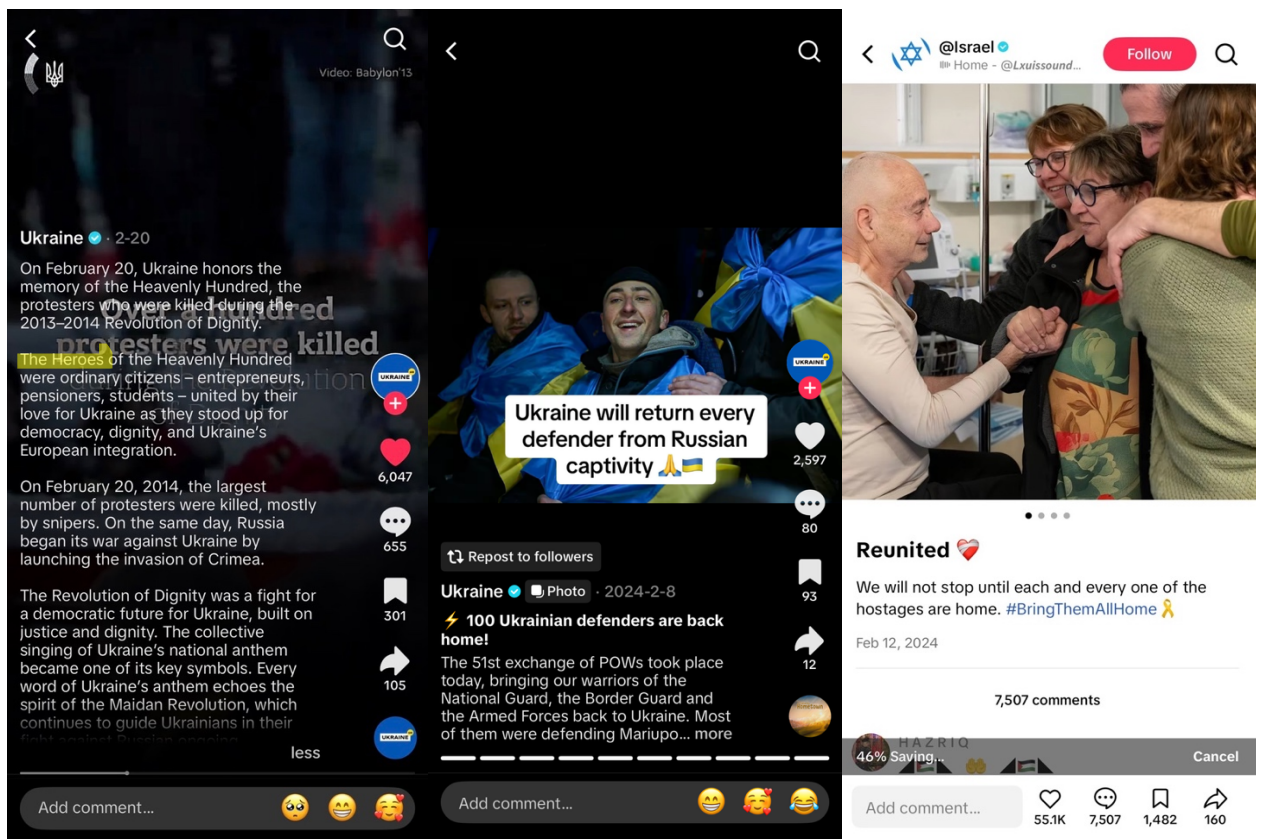 Video: Babylon'13
Ukraine · 2-20
On February 20, Ukraine honors the
memory of the Heavenly Hundred, the
protesters who were killed during the
2013–2014 Revolution of Dignity.
Over a hundred
protesters were killed
The Heroes of the Heavenly Hundred
were ordinary citizens – entrepreneurs,
pensioners, students – united by their
love for Ukraine as they stood up for
democracy, dignity, and Ukraine's
European integration.
On February 20, 2014, the largest
number of protesters were killed, mostly
by snipers. On the same day, Russia
began its war against Ukraine by
launching the invasion of Crimea.
The Revolution of Dignity was a fight for
a democratic future for Ukraine, built on
justice and dignity. The collective
singing of Ukraine's national anthem
became one of its key symbols. Every
word of Ukraine's anthem echoes the
spirit of the Maidan Revolution, which
continues to guide Ukrainians in their
less
UKRAINE
6,047
655
301
105
UKRAINE
Add comment...
Ukraine will return every
defender from Russian
captivity 🙏🇺🇦
UKRAINE
2,597
80
93
12
Repost to followers
Ukraine Photo · 2024-2-8
⚡ 100 Ukrainian defenders are back
home!
The 51st exchange of POWs took place
today, bringing our warriors of the
National Guard, the Border Guard and
the Armed Forces back to Ukraine. Most
of them were defending Mariupo... more
Add comment...
@Israel
Home - @Lxuissound...
Follow
Reunited ❤️‍🩹
We will not stop until each and every one of the
hostages are home. #BringThemAllHome🎗️
Feb 12, 2024
7,507 comments
HAZRIQ
46% Saving...
Cancel
Add comment...
55.1K
7,507
1,482
160